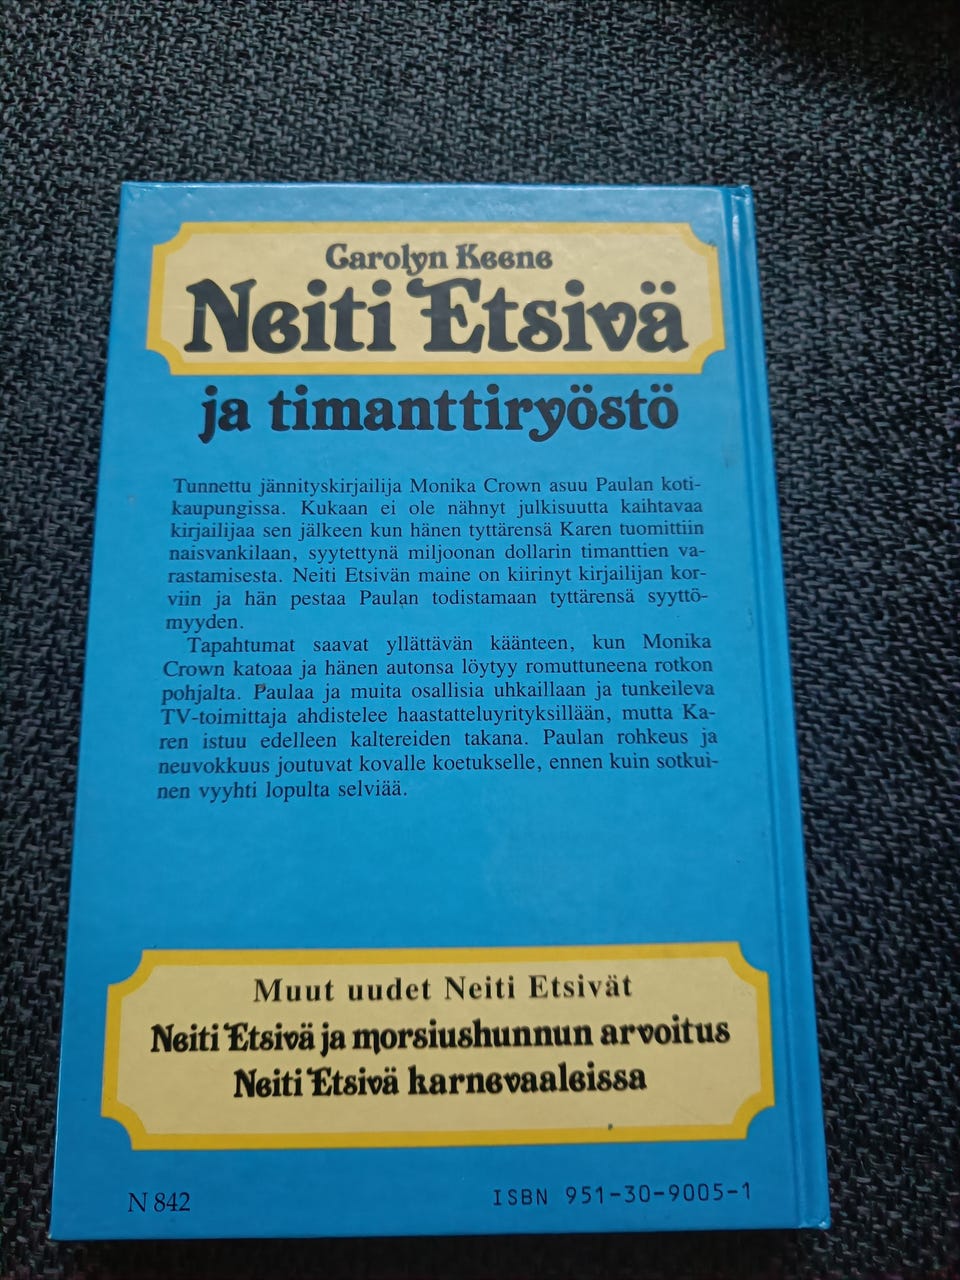 Carolyn Keene
Neiti Etsivä
ja timanttiryöstö
Tunnettu jännityskirjailija Monika Crown asuu Paulan koti-
kaupungissa. Kukaan ei ole nähnyt julkisuutta kaihtavaa
kirjailijaa sen jälkeen kun hänen tyttärensä Karen tuomittiin
naisvankilaan, syytettynä miljoonan dollarin timanttien va-
rastamisesta. Neiti Etsivän maine on kiirinyt kirjailijan kor-
viin ja hän pestaa Paulan todistamaan tyttärensä syyttö-
myyden.
Tapahtumat saavat yllättävän käänteen, kun Monika
Crown katoaa ja hänen autonsa löytyy romuttuneena rotkon
pohjalta. Paulaa ja muita osallisia uhkaillaan ja tunkeileva
TV-toimittaja ahdistelee haastatteluyrityksillään, mutta Ka-
ren istuu edelleen kaltereiden takana. Paulan rohkeus ja
neuvokkuus joutuvat kovalle koetukselle, ennen kuin sotkui-
nen vyyhti lopulta selviää.
Muut uudet Neiti Etsivät
Neiti Etsivä ja morsiushunnun arvoitus
Neiti Etsivä karnevaaleissa
N 842
ISBN 951-30-9005-1